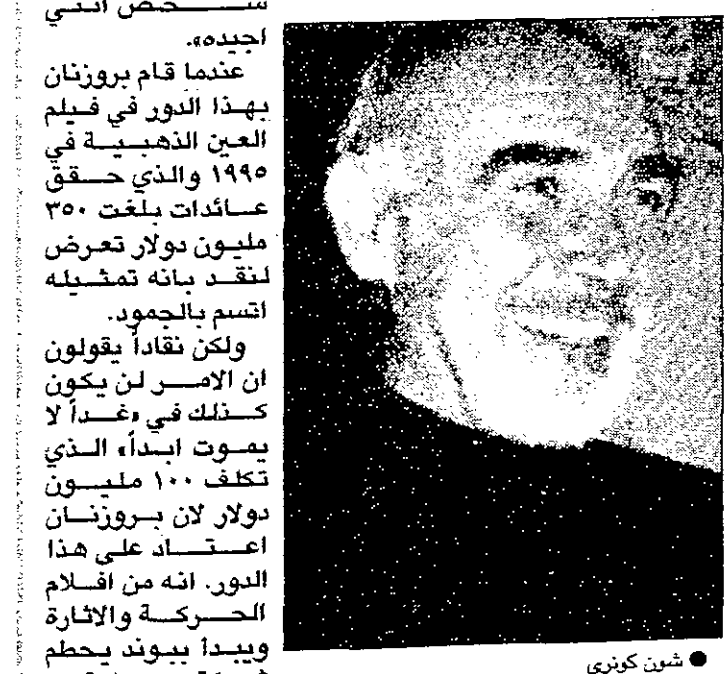 شخص انني
اجيده».
عندما قام بروزنان
بهذا الدور في فيلم
العين الذهبية في
١٩٩٥ والذي حقق
عائدات بلغت ٣٥٠
مليون دولار تعرض
لنقد بانه تمثيله
اتسم بالجمود.
ولكن نقاداً يقولون
ان الامر لن يكون
كذلك في «غداً لا
يموت ابداً» الذي
تكلف ١٠٠ مليون
دولار لان بروزنان
اعتاد على هذا
الدور. انه من افلام
الحركة والاثارة
ويبدا ببوند يحطم
● شون كونري